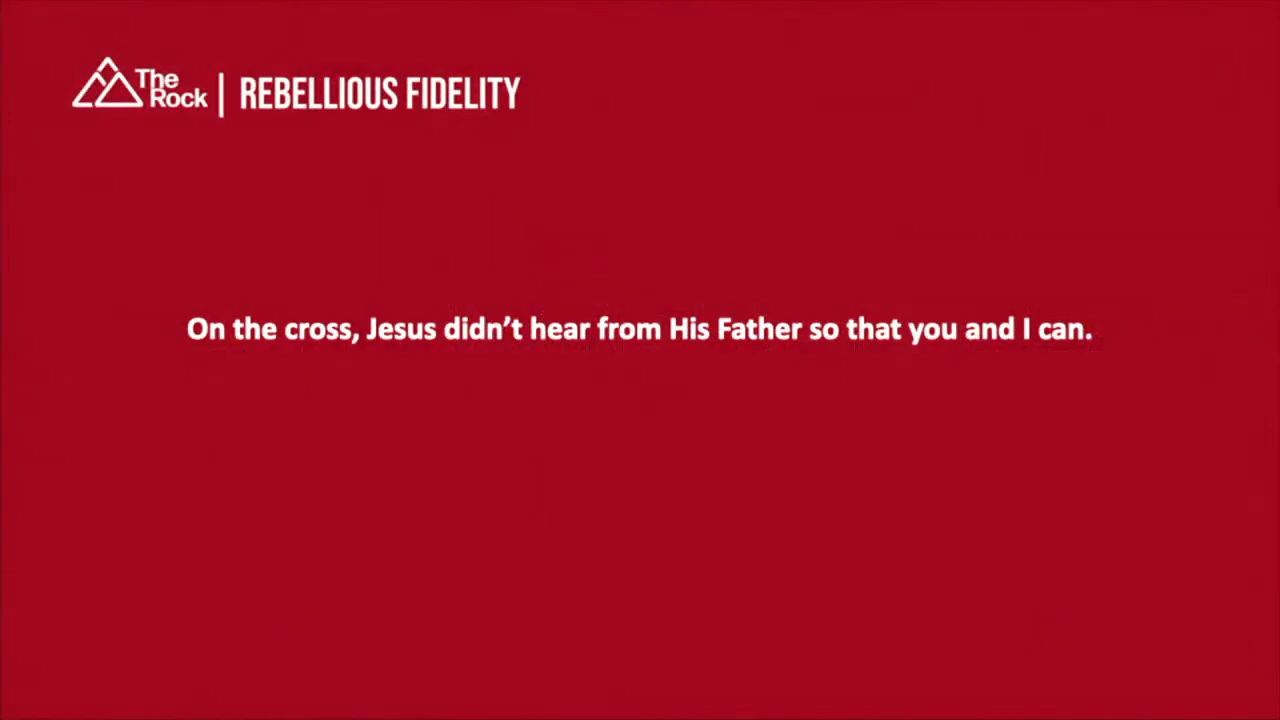 The Rock | REBELLIOUS FIDELITY
On the cross, Jesus didn’t hear from His Father so that you and I can.